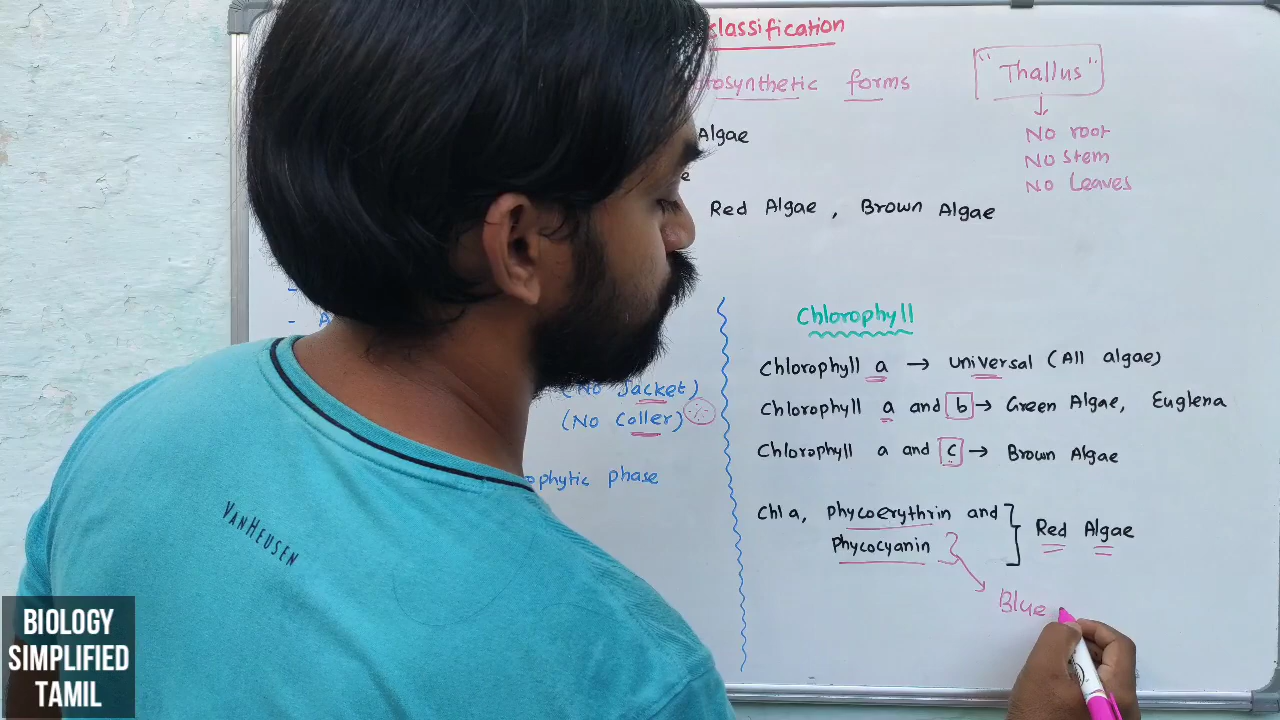 classification
forms
"Thallus"
No root
No stem
No Leaves
Algae
Red Algae , Brown Algae
Chlorophyll
Chlorophyll a → universal (All algae)
Chlorophyll a and b → Green Algae, Euglena
Chlorophyll a and c → Brown Algae
Chl a, Phycoerythrin and
Phycocyanin
Red Algae
Blue
(No Jacket)
(No Coller)
phase
VANHEUSEN
BIOLOGY
SIMPLIFIED
TAMIL